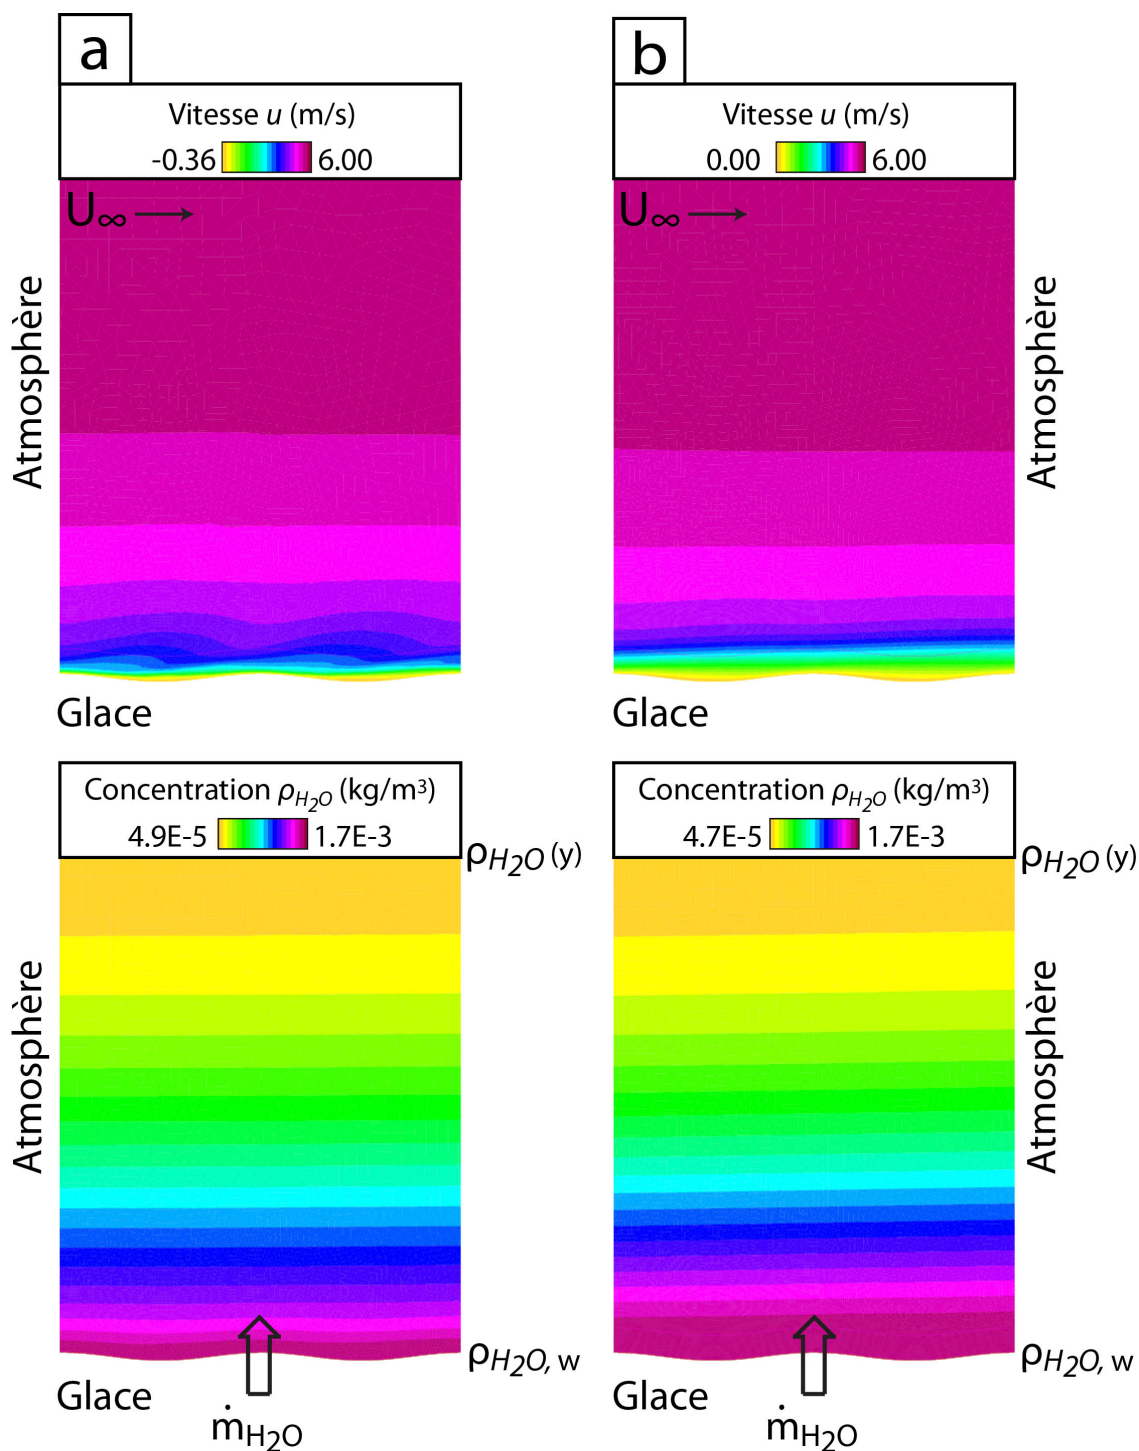 a
Vitesse u (m/s)
-0.36 6.00
U∞
Atmosphère
Glace
b
Vitesse u (m/s)
0.00 6.00
U∞
Atmosphère
Glace
Concentration ρH2O (kg/m3)
4.9E-5 1.7E-3
ρH2O (y)
Atmosphère
ρH2O, w
Glace
ṁH2O
Concentration ρH2O (kg/m3)
4.7E-5 1.7E-3
ρH2O (y)
Atmosphère
ρH2O, w
Glace
ṁH2O